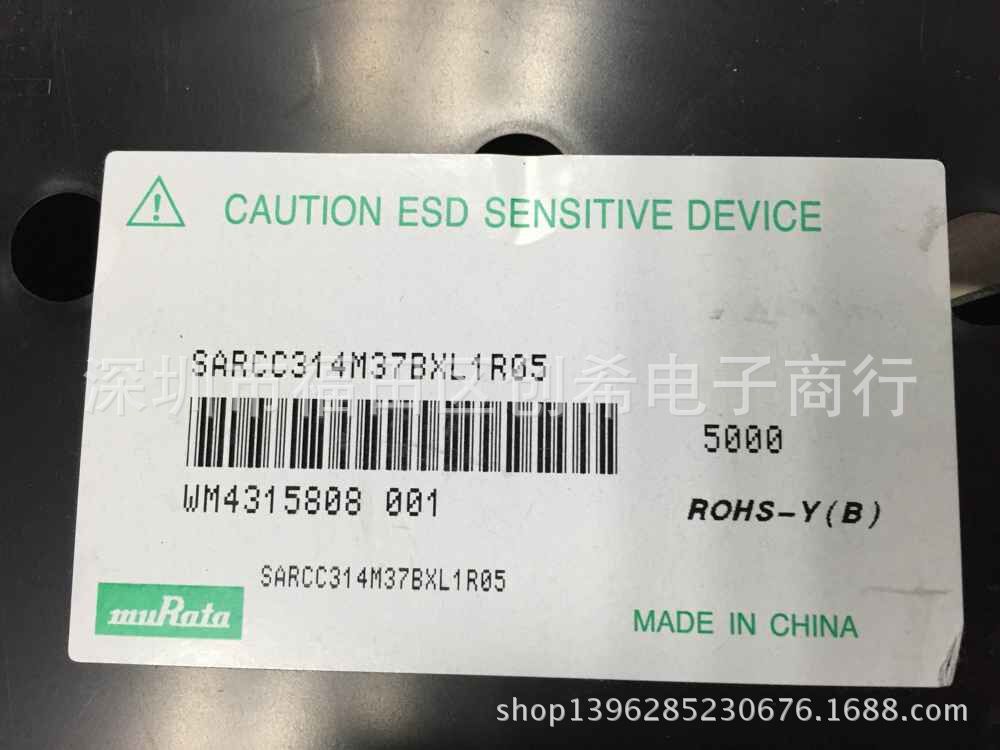 CAUTION ESD SENSITIVE DEVICE
SARCC314M37BXL1R05
深圳市福田区创希电子商行
5000
WM4315808 001
ROHS-Y(B)
SARCC314M37BXL1R05
muRata
MADE IN CHINA
shop1396285230676.1688.com